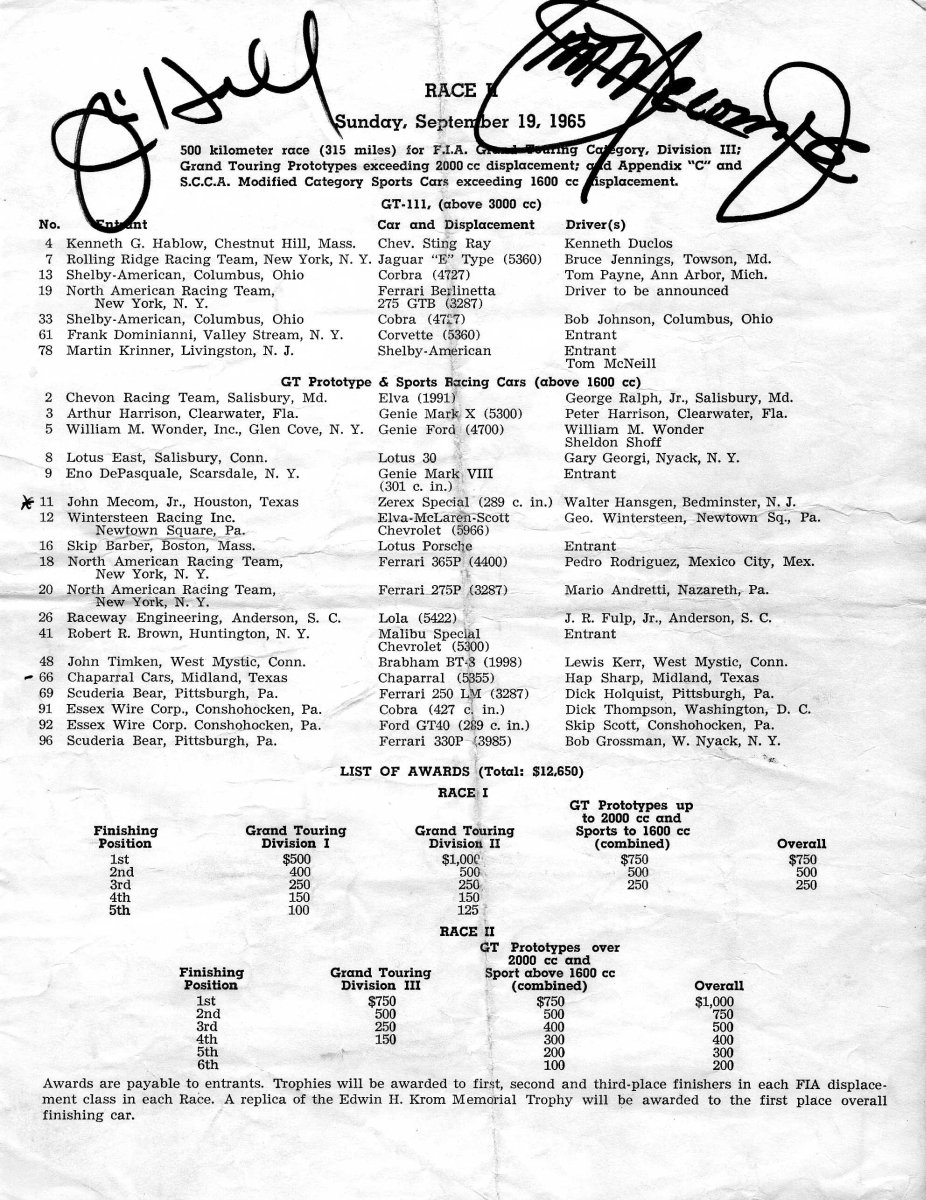 Jim Hall
John Mecom Jr
RACE II
Sunday, September 19, 1965
500 kilometer race (315 miles) for F.I.A. Grand Touring Category, Division III;
Grand Touring Prototypes exceeding 2000 cc displacement; and Appendix "C" and
S.C.C.A. Modified Category Sports Cars exceeding 1600 cc displacement.
GT-111, (above 3000 cc)
No. Entrant Car and Displacement Driver(s)
4 Kenneth G. Hablow, Chestnut Hill, Mass. Chev. Sting Ray Kenneth Duclos
7 Rolling Ridge Racing Team, New York, N. Y. Jaguar "E" Type (5360) Bruce Jennings, Towson, Md.
13 Shelby-American, Columbus, Ohio Corbra (4727) Tom Payne, Ann Arbor, Mich.
19 North American Racing Team, Ferrari Berlinetta Driver to be announced
New York, N. Y. 275 GTB (3287)
33 Shelby-American, Columbus, Ohio Cobra (4727) Bob Johnson, Columbus, Ohio
61 Frank Dominianni, Valley Stream, N. Y. Corvette (5360) Entrant
78 Martin Krinner, Livingston, N. J. Shelby-American Entrant
Tom McNeill
GT Prototype & Sports Racing Cars (above 1600 cc)
2 Chevon Racing Team, Salisbury, Md. Elva (1991) George Ralph, Jr., Salisbury, Md.
3 Arthur Harrison, Clearwater, Fla. Genie Mark X (5300) Peter Harrison, Clearwater, Fla.
5 William M. Wonder, Inc., Glen Cove, N. Y. Genie Ford (4700) William M. Wonder
Sheldon Shoff
8 Lotus East, Salisbury, Conn. Lotus 30 Gary Georgi, Nyack, N. Y.
9 Eno DePasquale, Scarsdale, N. Y. Genie Mark VIII Entrant
(301 c. in.)
11 John Mecom, Jr., Houston, Texas Zerex Special (289 c. in.) Walter Hansgen, Bedminster, N. J.
12 Wintersteen Racing Inc. Elva-McLaren-Scott Geo. Wintersteen, Newtown Sq., Pa.
Newtown Square, Pa. Chevrolet (5966)
16 Skip Barber, Boston, Mass. Lotus Porsche Entrant
18 North American Racing Team, Ferrari 365P (4400) Pedro Rodriguez, Mexico City, Mex.
New York, N. Y.
20 North American Racing Team, Ferrari 275P (3287) Mario Andretti, Nazareth, Pa.
New York, N. Y.
26 Raceway Engineering, Anderson, S. C. Lola (5422) J. R. Fulp, Jr., Anderson, S. C.
41 Robert R. Brown, Huntington, N. Y. Malibu Special Entrant
Chevrolet (5300)
48 John Timken, West Mystic, Conn. Brabham BT-8 (1998) Lewis Kerr, West Mystic, Conn.
66 Chaparral Cars, Midland, Texas Chaparral (5355) Hap Sharp, Midland, Texas
69 Scuderia Bear, Pittsburgh, Pa. Ferrari 250 LM (3287) Dick Holquist, Pittsburgh, Pa.
91 Essex Wire Corp., Conshohocken, Pa. Cobra (427 c. in.) Dick Thompson, Washington, D. C.
92 Essex Wire Corp. Conshohocken, Pa. Ford GT40 (289 c. in.) Skip Scott, Conshohocken, Pa.
96 Scuderia Bear, Pittsburgh, Pa. Ferrari 330P (3985) Bob Grossman, W. Nyack, N. Y.
LIST OF AWARDS (Total: $12,650)
RACE I
GT Prototypes up
to 2000 cc and
Finishing Grand Touring Grand Touring Sports to 1600 cc
Position Division I Division II (combined) Overall
1st $500 $1,000 $750 $750
2nd 400 500 500 500
3rd 250 250 250 250
4th 150 150
5th 100 125
RACE II
GT Prototypes over
2000 cc and
Finishing Grand Touring Sport above 1600 cc
Position Division III (combined) Overall
1st $750 $750 $1,000
2nd 500 500 750
3rd 250 400 500
4th 150 300 400
5th 200 300
6th 100 200
Awards are payable to entrants. Trophies will be awarded to first, second and third-place finishers in each FIA displace-
ment class in each Race. A replica of the Edwin H. Krom Memorial Trophy will be awarded to the first place overall
finishing car.